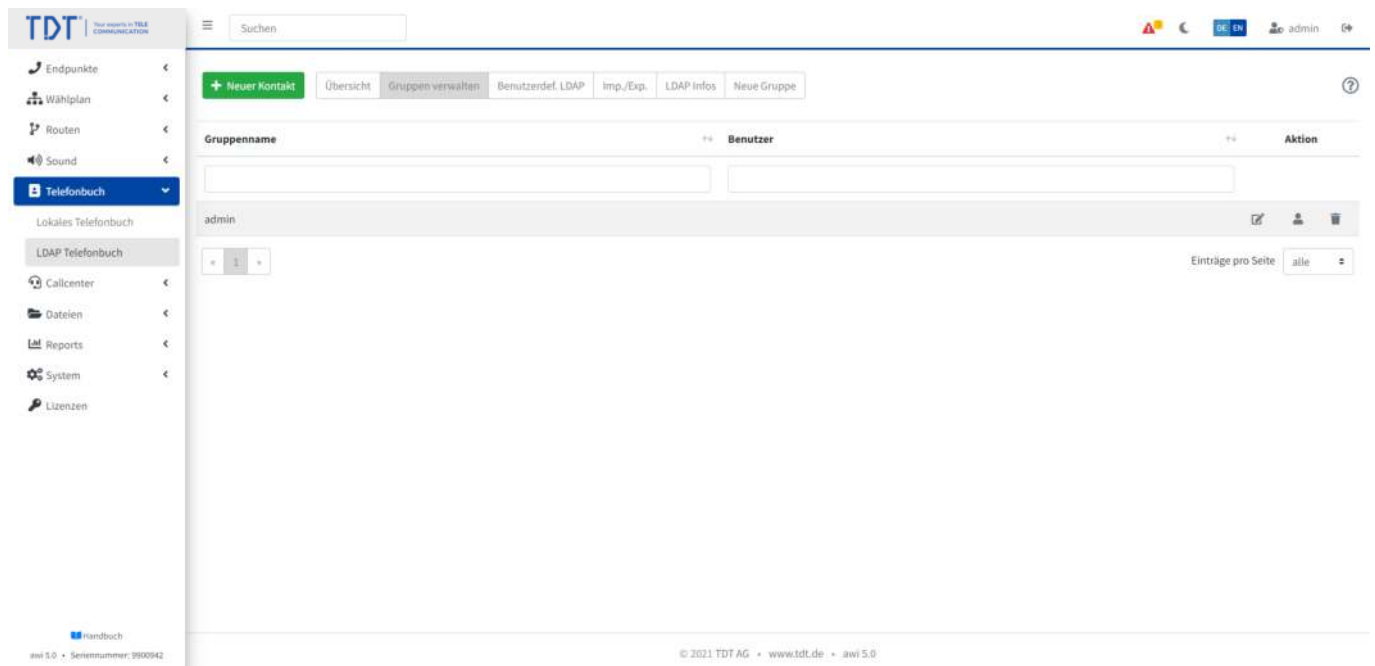 TDT Your experts in TELE
COMMUNICATION
Suchen
DE EN
admin
Endpunkte
Wählplan
Routen
Sound
Telefonbuch
Lokales Telefonbuch
LDAP Telefonbuch
Callcenter
Dateien
Reports
System
Lizenzen
Handbuch
awi 5.0 • Seriennummer: 9900942
+ Neuer Kontakt
Übersicht Gruppen verwalten Benutzerdef. LDAP Imp./Exp. LDAP Infos Neue Gruppe
Gruppenname Benutzer Aktion
admin
« 1 »
Einträge pro Seite alle
© 2021 TDT AG • www.tdt.de • awi 5.0